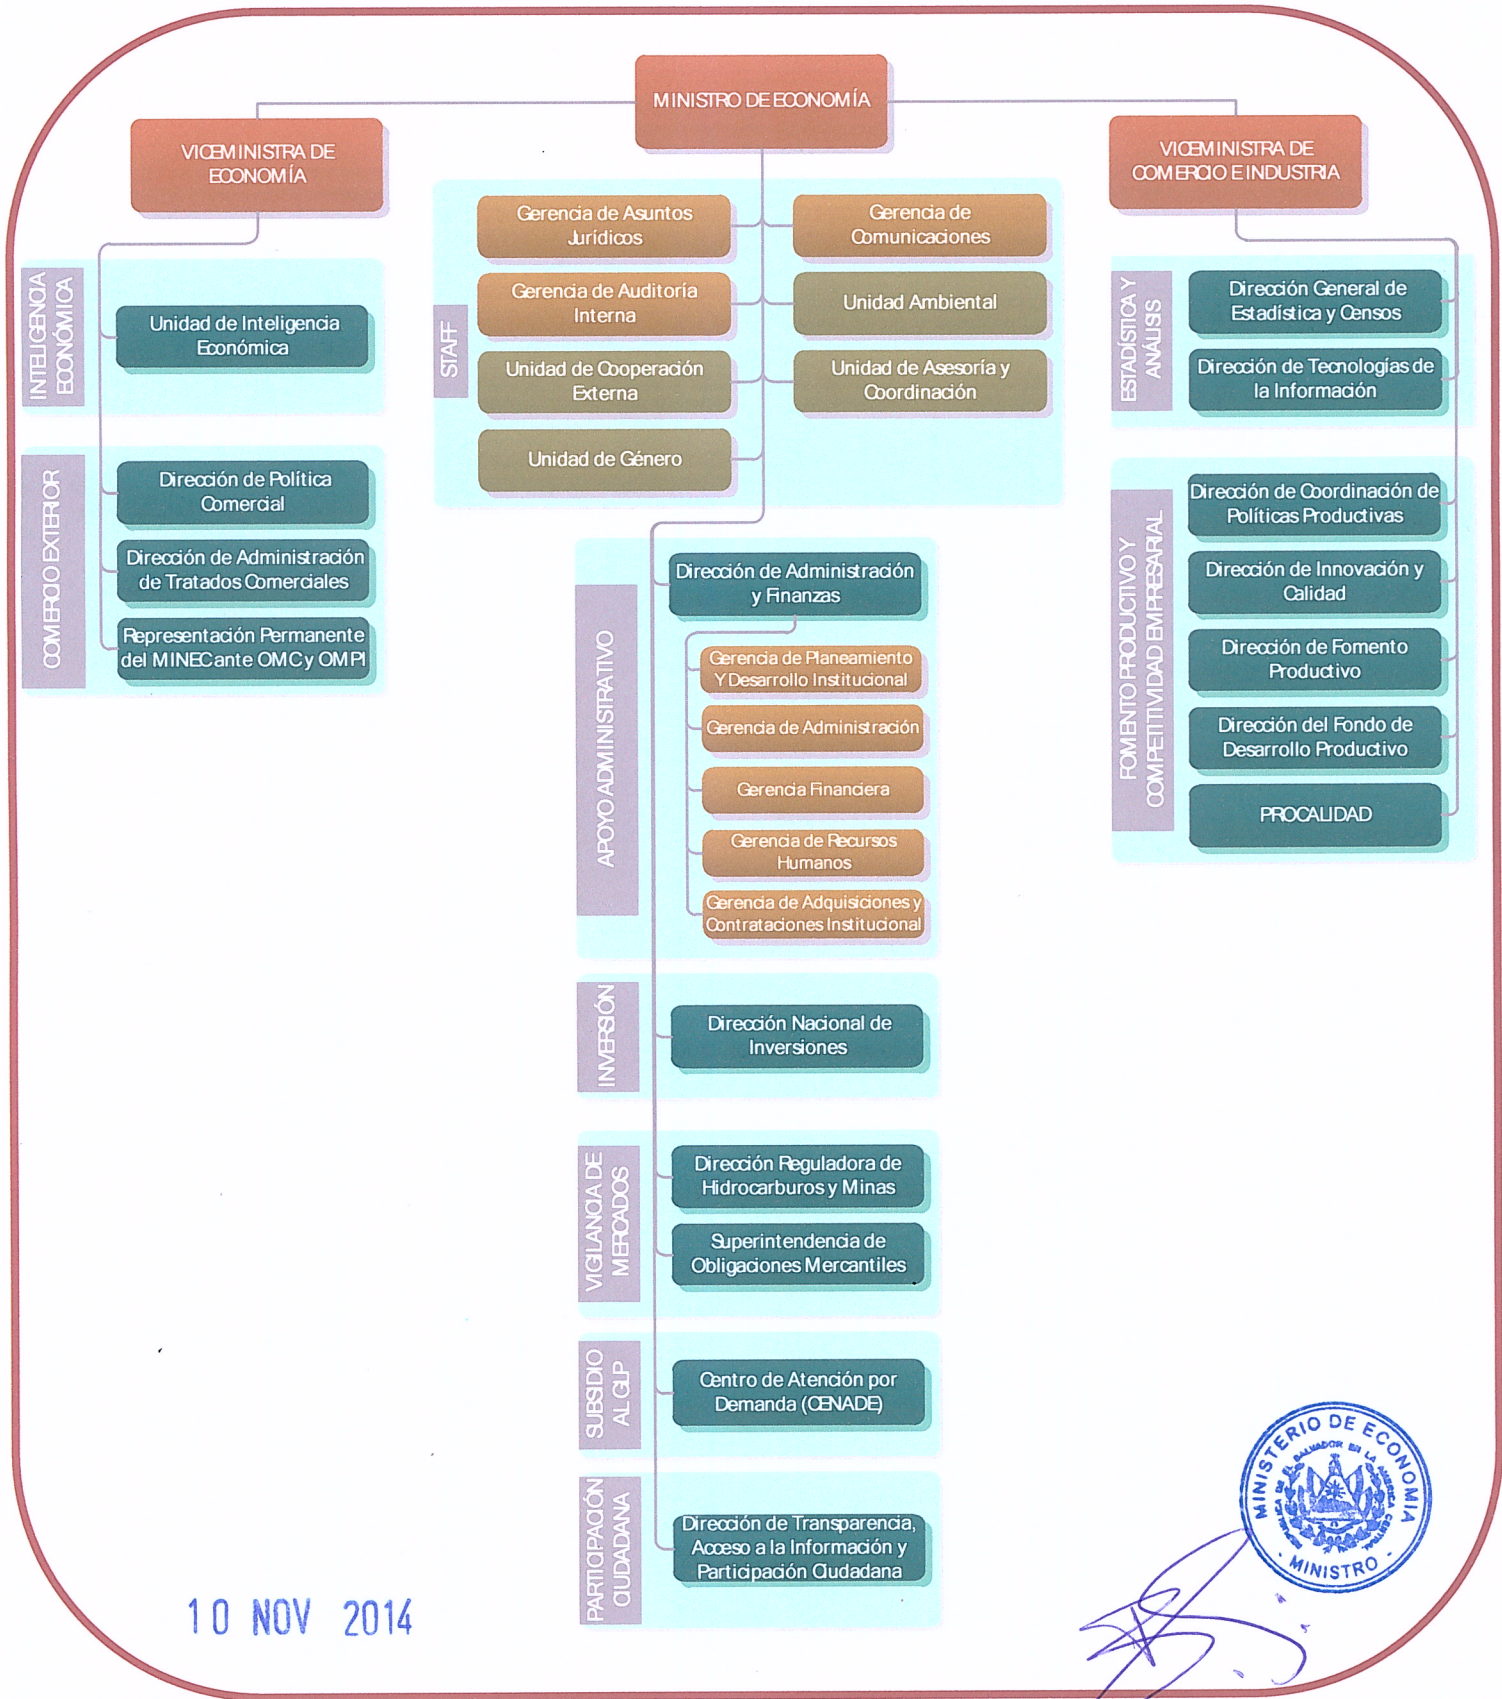 MINISTRO DE ECONOMÍA
VICEMINISTRA DE
ECONOMÍA
VICEMINISTRA DE
COMERCIO E INDUSTRIA
INTELIGENCIA
ECONÓMICA
Unidad de Inteligencia
Económica
COMERCIO EXTERIOR
Dirección de Política
Comercial
Dirección de Administración
de Tratados Comerciales
Representación Permanente
del MINEC ante OMC y OMPI
STAFF
Gerencia de Asuntos
Jurídicos
Gerencia de
Comunicaciones
Gerencia de Auditoría
Interna
Unidad Ambiental
Unidad de Cooperación
Externa
Unidad de Asesoría y
Coordinación
Unidad de Género
APOYO ADMINISTRATIVO
Dirección de Administración
y Finanzas
Gerencia de Planeamiento
Y Desarrollo Institucional
Gerencia de Administración
Gerencia Financiera
Gerencia de Recursos
Humanos
Gerencia de Adquisiciones y
Contrataciones Institucional
INVERSIÓN
Dirección Nacional de
Inversiones
VIGILANCIA DE
MERCADOS
Dirección Reguladora de
Hidrocarburos y Minas
Superintendencia de
Obligaciones Mercantiles
SUBSIDIO
AL GLP
Centro de Atención por
Demanda (CENADE)
PARTICIPACIÓN
CIUDADANA
Dirección de Transparencia,
Acceso a la Información y
Participación Ciudadana
ESTADÍSTICA Y
ANÁLISIS
Dirección General de
Estadística y Censos
Dirección de Tecnologías de
la Información
FOMENTO PRODUCTIVO Y
COMPETITIVIDAD EMPRESARIAL
Dirección de Coordinación de
Políticas Productivas
Dirección de Innovación y
Calidad
Dirección de Fomento
Productivo
Dirección del Fondo de
Desarrollo Productivo
PROCALIDAD
10 NOV 2014
MINISTERIO DE ECONOMIA
REPUBLICA DE EL SALVADOR EN LA AMERICA CENTRAL
- MINISTRO -